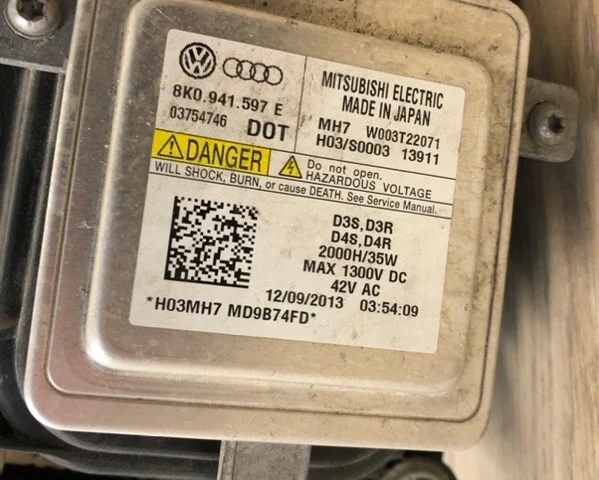 8K0.941.597 E
03754746 DOT
MITSUBISHI ELECTRIC
MADE IN JAPAN
MH7 W003T22071
H03/S0003 13911
DANGER
Do not open.
HAZARDOUS VOLTAGE
WILL SHOCK, BURN, or cause DEATH. See Service Manual.
D3S,D3R
D4S,D4R
2000H/35W
MAX 1300V DC
42V AC
12/09/2013 03:54:09
*H03MH7 MD9B74FD*